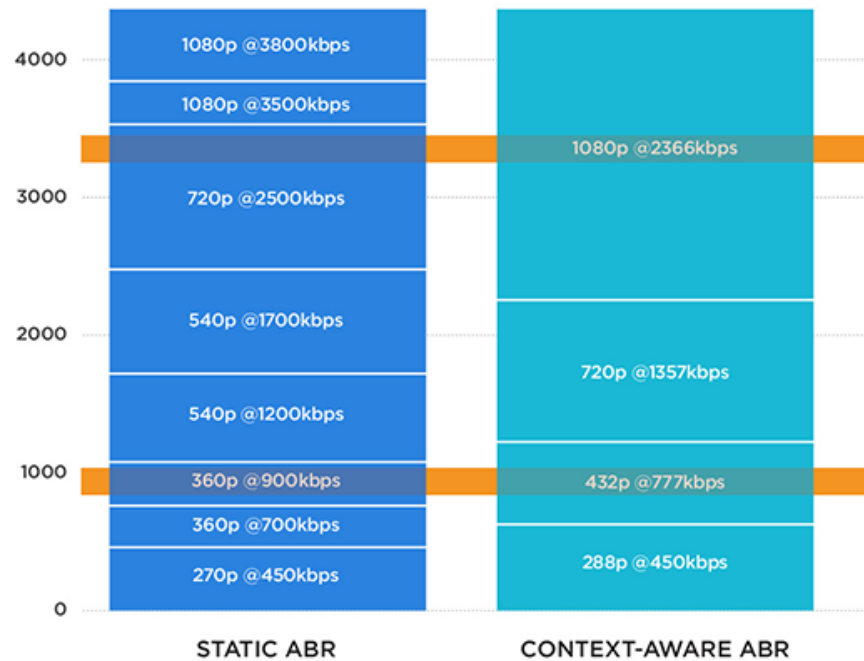 4000
3000
2000
1000
0
1080p @3800kbps
1080p @3500kbps
720p @2500kbps
540p @1700kbps
540p @1200kbps
360p @900kbps
360p @700kbps
270p @450kbps
STATIC ABR
1080p @2366kbps
720p @1357kbps
432p @777kbps
288p @450kbps
CONTEXT-AWARE ABR